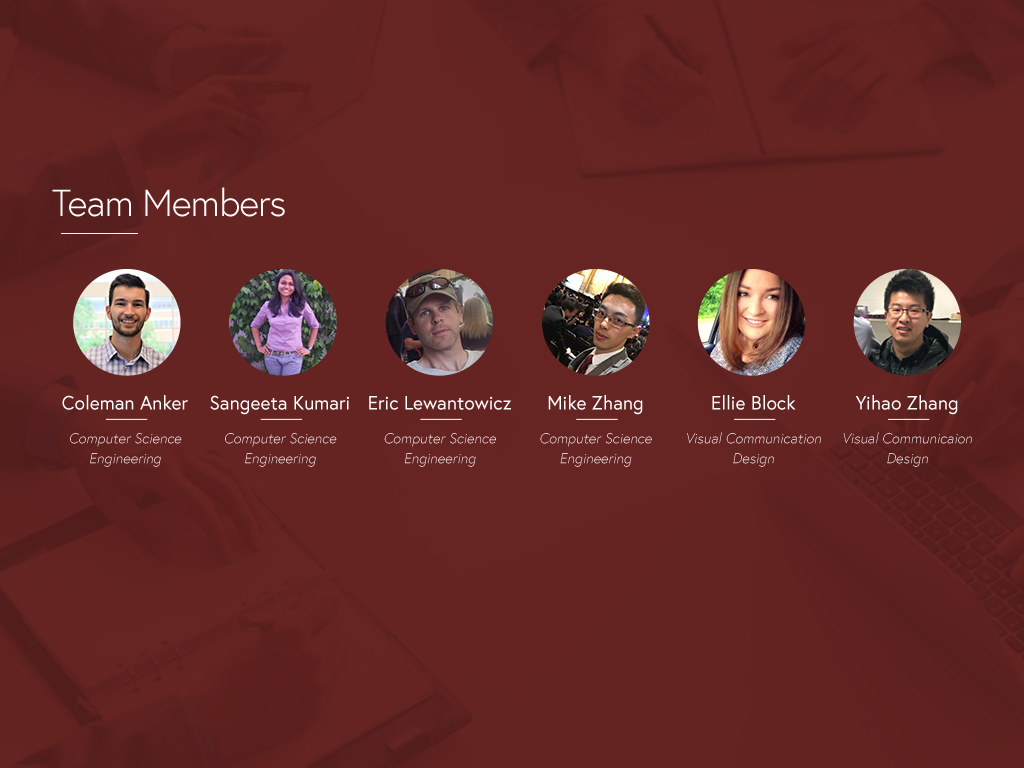 Team Members
Coleman Anker
Sangeeta Kumari
Eric Lewantowicz
Mike Zhang
Ellie Block
Yihao Zhang
Computer Science
Engineering
Computer Science
Engineering
Computer Science
Engineering
Computer Science
Engineering
Visual Communication
Design
Visual Communicaion
Design